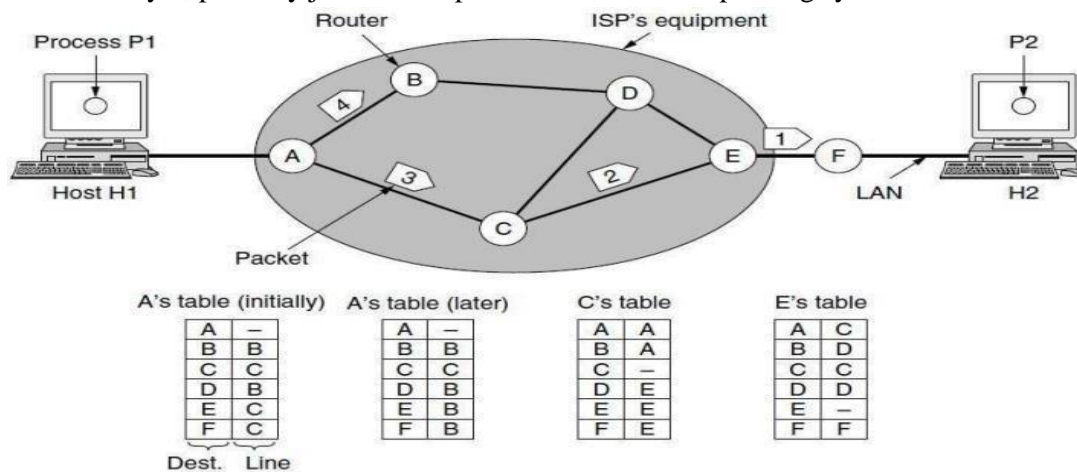 Router
ISP's equipment
Process P1
P2
B
D
4
A
1
E
F
3
2
C
Host H1
LAN
H2
Packet
A's table (initially) A's table (later) C's table E's table
A – A – A A A C
B B B B B A B D
C C C C C – C C
D B D B D E D D
E C E B E E E –
F C F B F E F F
Dest. Line